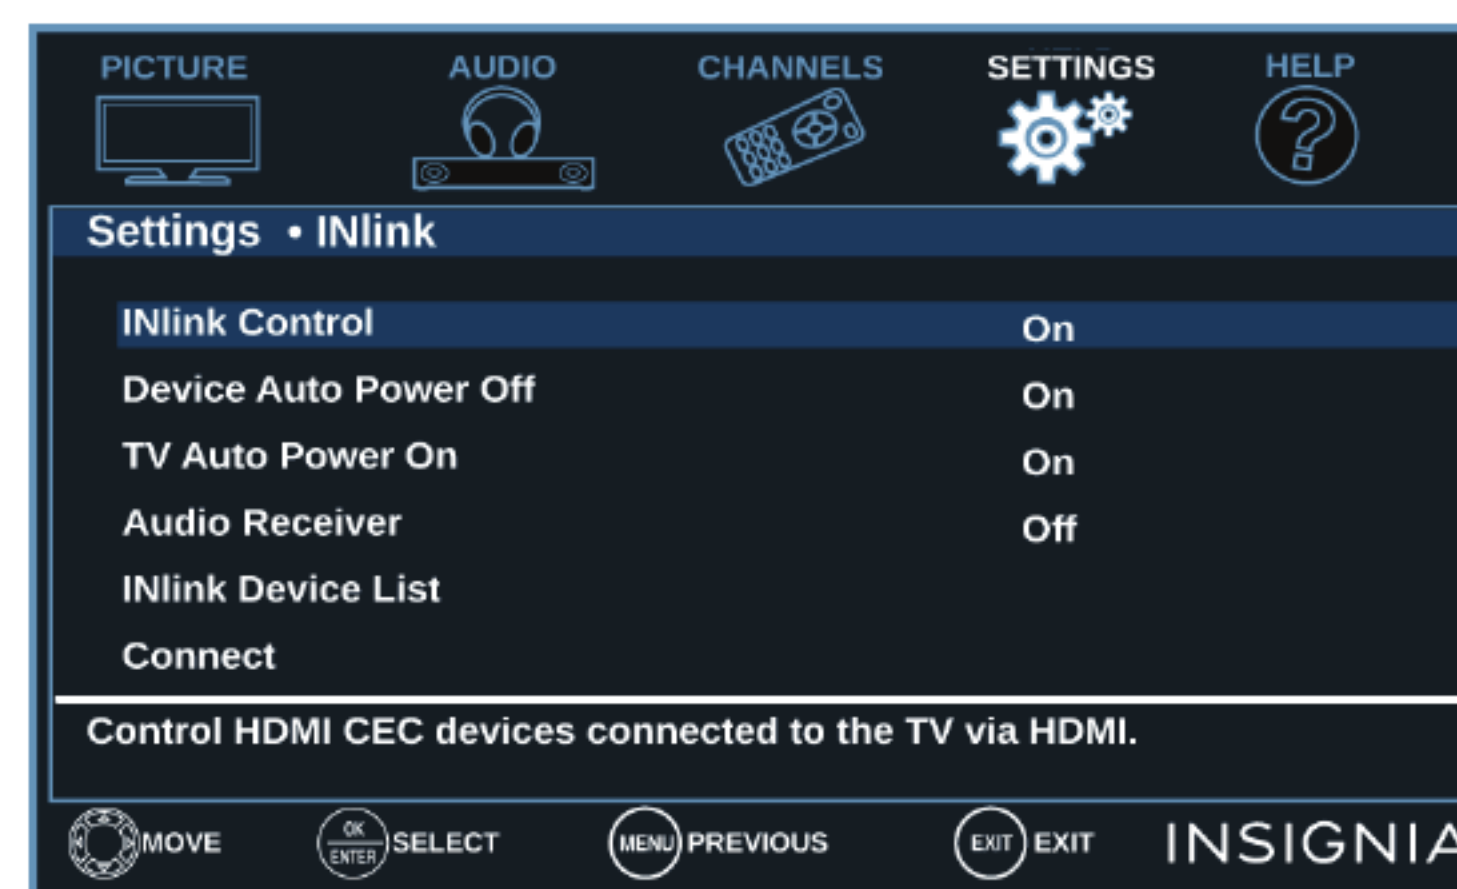 PICTURE AUDIO CHANNELS SETTINGS HELP
?
Settings • INlink
INlink Control On
Device Auto Power Off On
TV Auto Power On On
Audio Receiver Off
INlink Device List
Connect
Control HDMI CEC devices connected to the TV via HDMI.
MOVE OK ENTER SELECT MENU PREVIOUS EXIT EXIT INSIGNIA